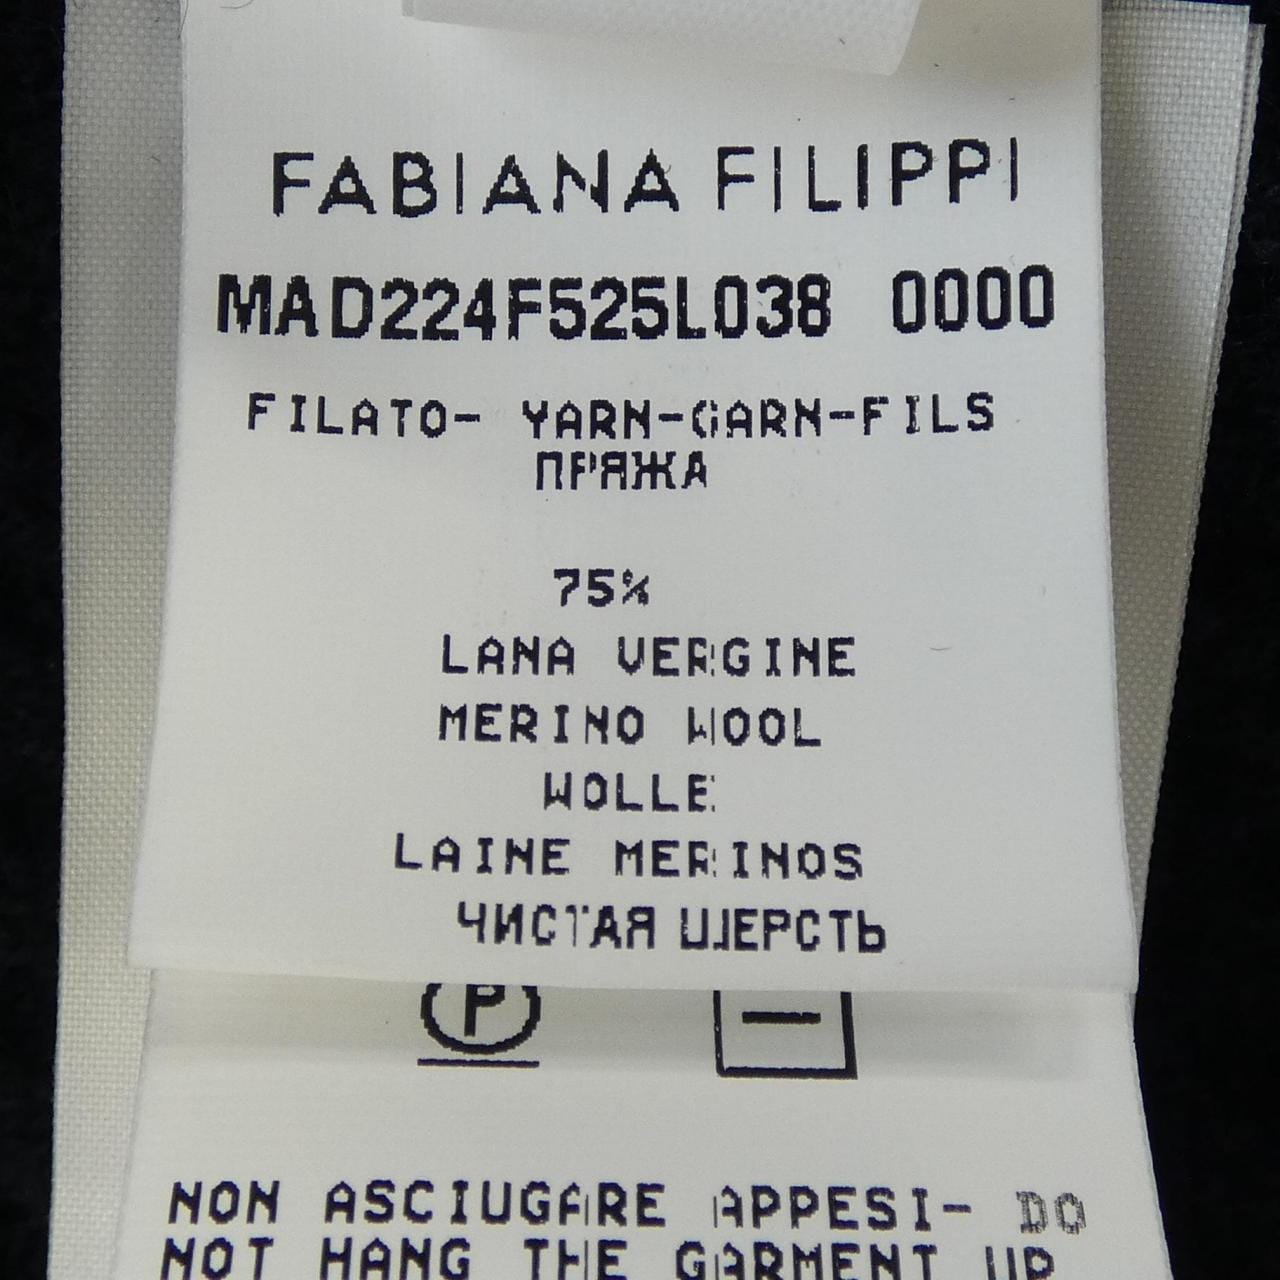 FABIANA FILIPPI
MAD224F525L038 0000
FILATO- YARN-GARN-FILS
ПРЯЖА
75%
LANA VERGINE
MERINO WOOL
WOLLE
LAINE MERINOS
ЧИСТАЯ ШЕРСТЬ
P
NON ASCIUGARE APPESI- DO
NOT HANG THE GARMENT UP